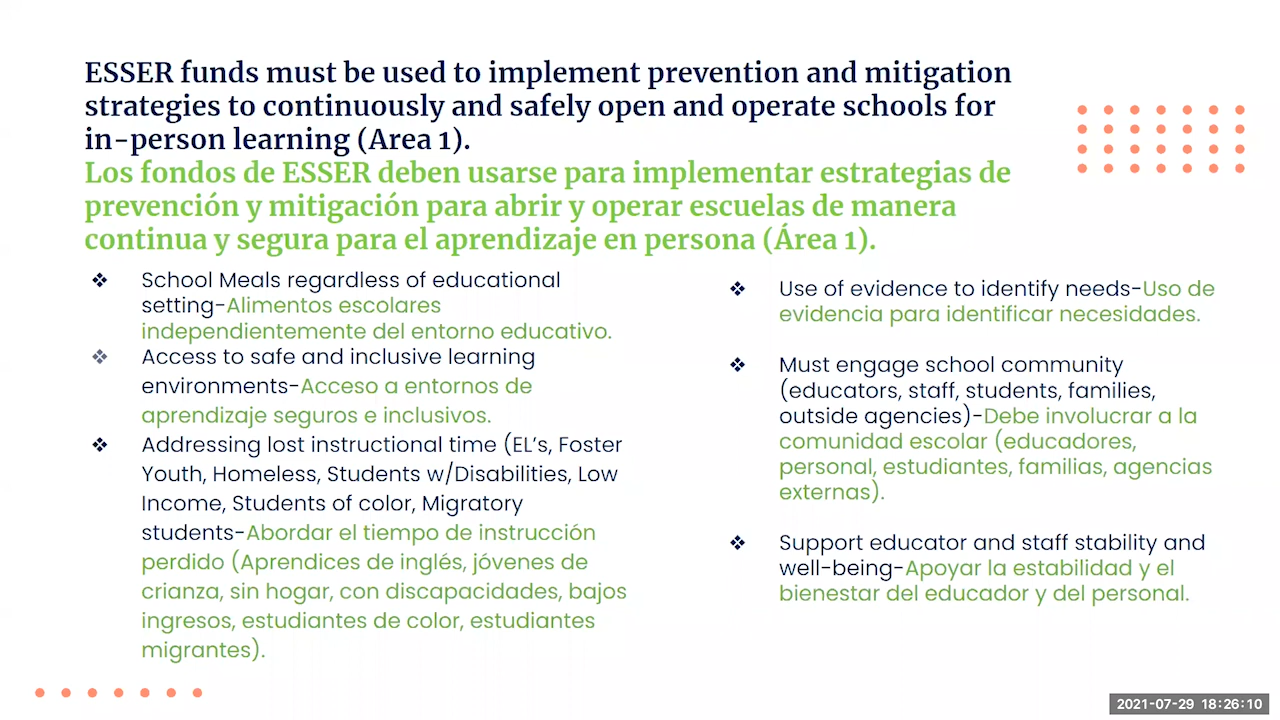 ESSER funds must be used to implement prevention and mitigation
strategies to continuously and safely open and operate schools for
in-person learning (Area 1).
Los fondos de ESSER deben usarse para implementar estrategias de
prevención y mitigación para abrir y operar escuelas de manera
continua y segura para el aprendizaje en persona (Área 1).
❖ School Meals regardless of educational
setting-Alimentos escolares
independientemente del entorno educativo.
❖ Access to safe and inclusive learning
environments-Acceso a entornos de
aprendizaje seguros e inclusivos.
❖ Addressing lost instructional time (EL's, Foster
Youth, Homeless, Students w/Disabilities, Low
Income, Students of color, Migratory
students-Abordar el tiempo de instrucción
perdido (Aprendices de inglés, jóvenes de
crianza, sin hogar, con discapacidades, bajos
ingresos, estudiantes de color, estudiantes
migrantes).
❖ Use of evidence to identify needs-Uso de
evidencia para identificar necesidades.
❖ Must engage school community
(educators, staff, students, families,
outside agencies)-Debe involucrar a la
comunidad escolar (educadores,
personal, estudiantes, familias, agencias
externas).
❖ Support educator and staff stability and
well-being-Apoyar la estabilidad y el
bienestar del educador y del personal.
2021-07-29 18:26:10